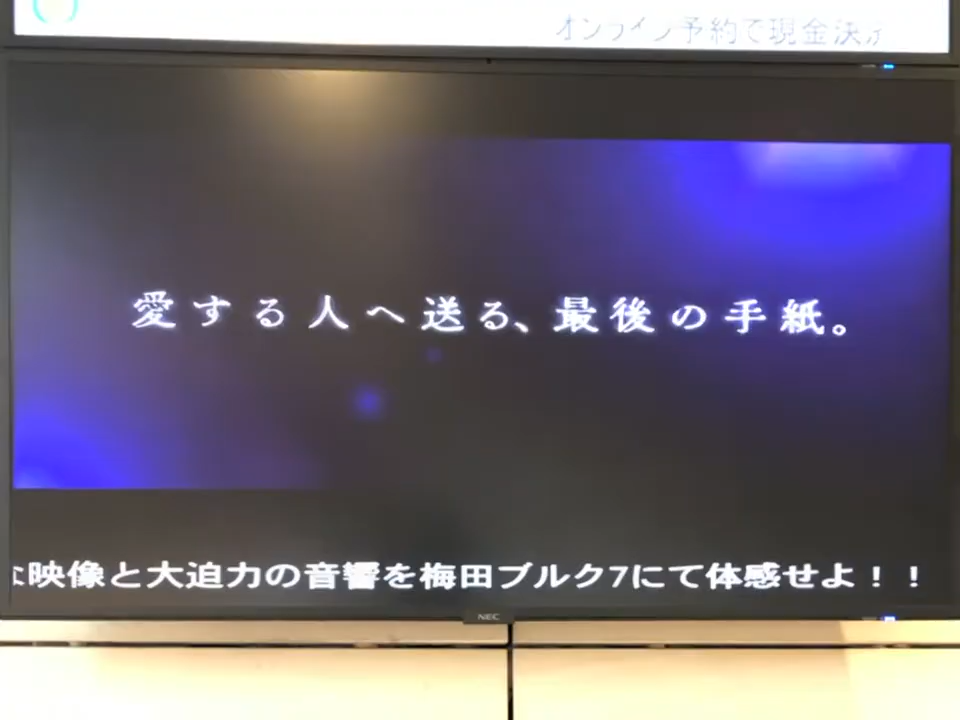 オンライン予約で現金決済
愛する人へ送る、最後の手紙。
な映像と大迫力の音響を梅田ブルク7にて体感せよ！！
NEC